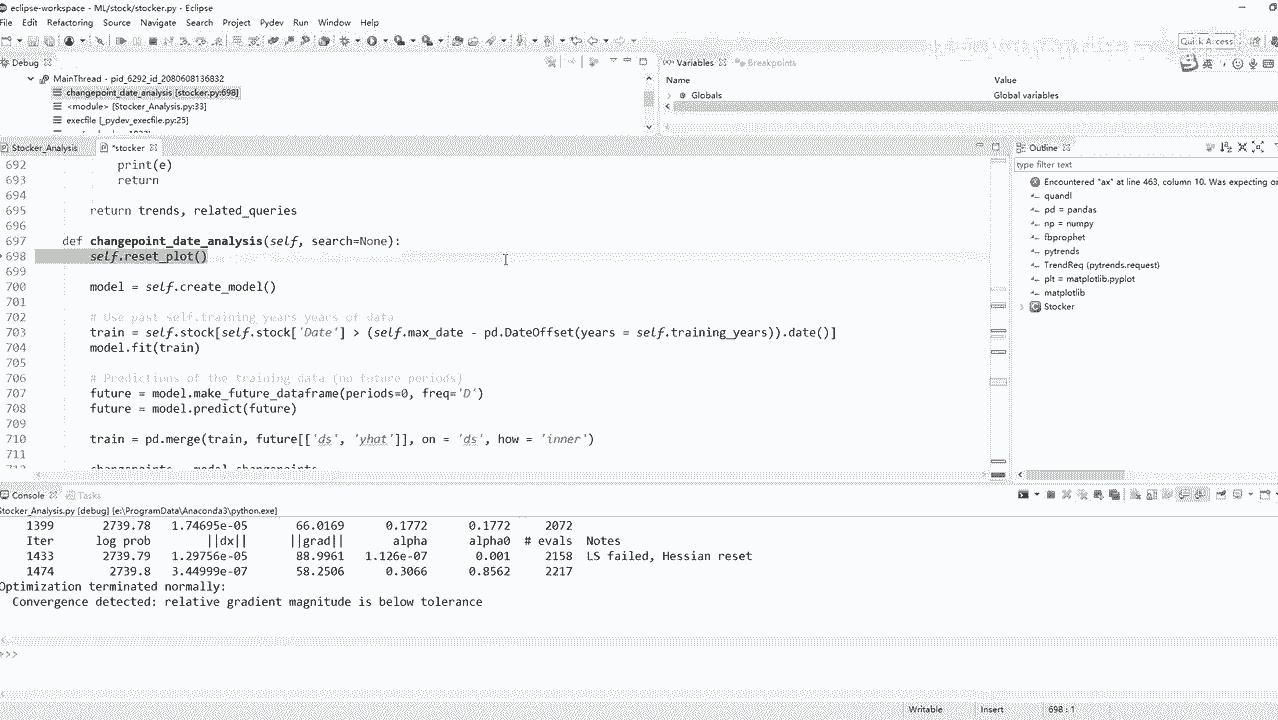 eclipse-workspace - ML/stock/stocker.py - Eclipse
File Edit Refactoring Source Navigate Search Project Pydev Run Window Help
Quick Access
Debug
Variables
Breakpoints
MainThread - pid_6292_id_2080608136832
changepoint_date_analysis [stocker.py:698]
<module> [Stocker_Analysis.py:33]
execfile [_pydev_execfile.py:25]
Name Value
Globals Global variables
Stocker_Analysis
*stocker
692 print(e)
693 return
694
695 return trends, related_queries
696
697 def changepoint_date_analysis(self, search=None):
698 self.reset_plot()
699
700 model = self.create_model()
701
702 # Use past self.training_years years of data
703 train = self.stock[self.stock['Date'] > (self.max_date - pd.DateOffset(years = self.training_years)).date()]
704 model.fit(train)
705
706 # Predictions of the training data (no future periods)
707 future = model.make_future_dataframe(periods=0, freq='D')
708 future = model.predict(future)
709
710 train = pd.merge(train, future[['ds', 'yhat']], on = 'ds', how = 'inner')
711
changepoints = model.changepoints
Outline
type filter text
Encountered "ax" at line 463, column 10. Was expecting on
quandl
pd = pandas
np = numpy
fbprophet
pytrends
TrendReq (pytrends.request)
plt = matplotlib.pyplot
matplotlib
Stocker
Console
Tasks
Stocker_Analysis.py [debug] [e:\ProgramData\Anaconda3\python.exe]
1399 2739.78 1.74695e-05 66.0169 0.1772 0.1772 2072
Iter log prob ||dx|| ||grad|| alpha alpha0 # evals Notes
1433 2739.79 1.29756e-05 88.9961 1.126e-07 0.001 2158 LS failed, Hessian reset
1474 2739.8 3.44999e-07 58.2506 0.3066 0.8562 2217
Optimization terminated normally:
Convergence detected: relative gradient magnitude is below tolerance
>>>
Writable Insert 698 : 1